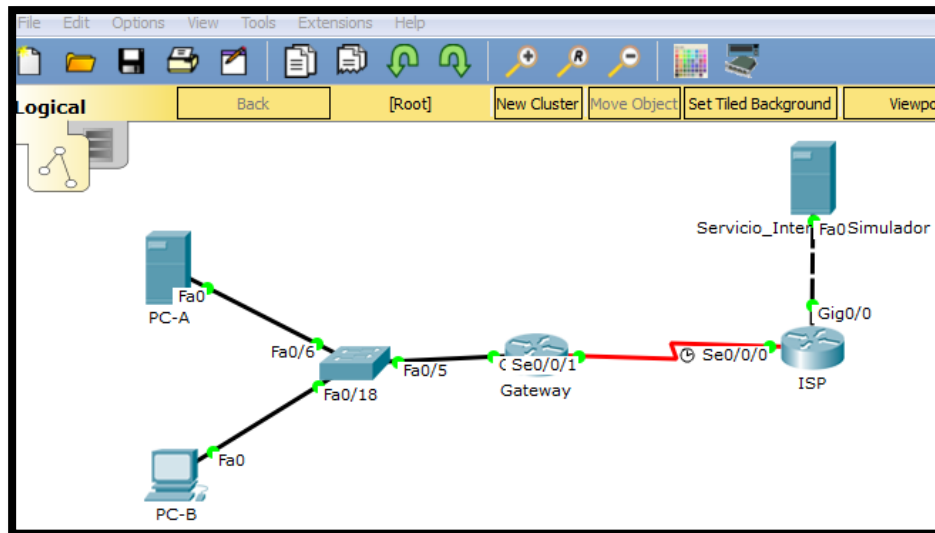 File Edit Options View Tools Extensions Help
Logical Back [Root] New Cluster Move Object Set Tiled Background
R
Servicio_Inter Fa0 Simulador
Fa0
PC-A
Gig0/0
Fa0/6
Fa0/5
Se0/0/1
Se0/0/0
ISP
Gateway
Fa0/18
Fa0
PC-B